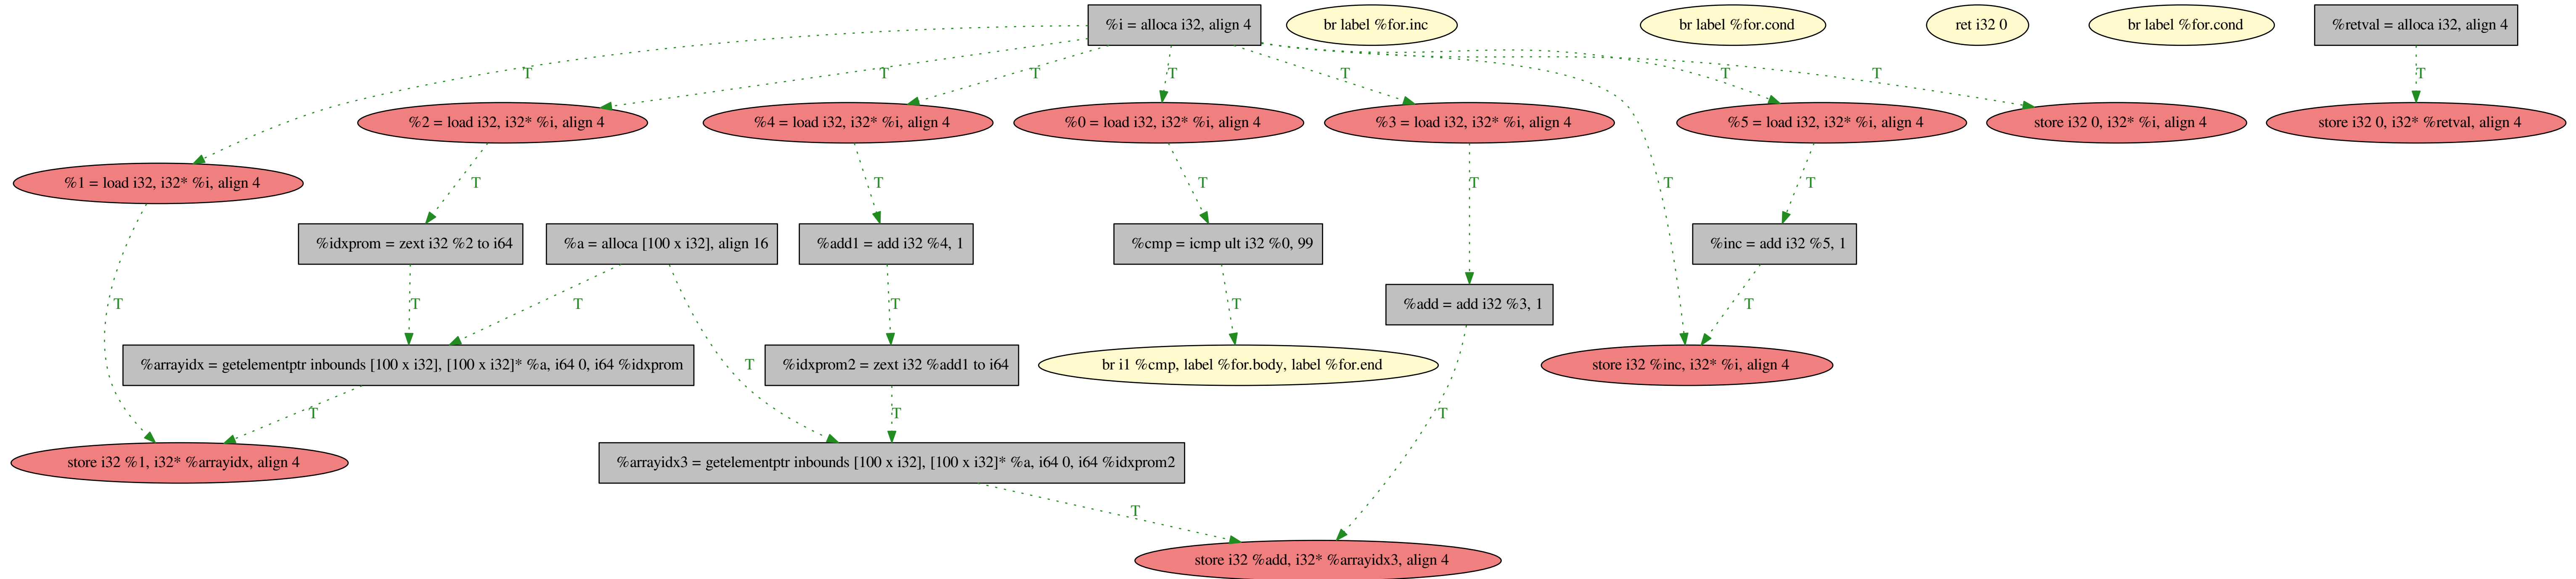 %i = alloca i32, align 4
br label %for.inc
br label %for.cond
ret i32 0
br label %for.cond
%retval = alloca i32, align 4
T
T
T
T
T
T
T
T
%2 = load i32, i32* %i, align 4
%4 = load i32, i32* %i, align 4
%0 = load i32, i32* %i, align 4
%3 = load i32, i32* %i, align 4
%5 = load i32, i32* %i, align 4
store i32 0, i32* %i, align 4
store i32 0, i32* %retval, align 4
%1 = load i32, i32* %i, align 4
T
T
T
T
T
T
%idxprom = zext i32 %2 to i64
%a = alloca [100 x i32], align 16
%add1 = add i32 %4, 1
%cmp = icmp ult i32 %0, 99
%inc = add i32 %5, 1
T
T
T
T
T
%add = add i32 %3, 1
T
%arrayidx = getelementptr inbounds [100 x i32], [100 x i32]* %a, i64 0, i64 %idxprom
T
%idxprom2 = zext i32 %add1 to i64
br i1 %cmp, label %for.body, label %for.end
store i32 %inc, i32* %i, align 4
T
T
T
store i32 %1, i32* %arrayidx, align 4
%arrayidx3 = getelementptr inbounds [100 x i32], [100 x i32]* %a, i64 0, i64 %idxprom2
T
store i32 %add, i32* %arrayidx3, align 4